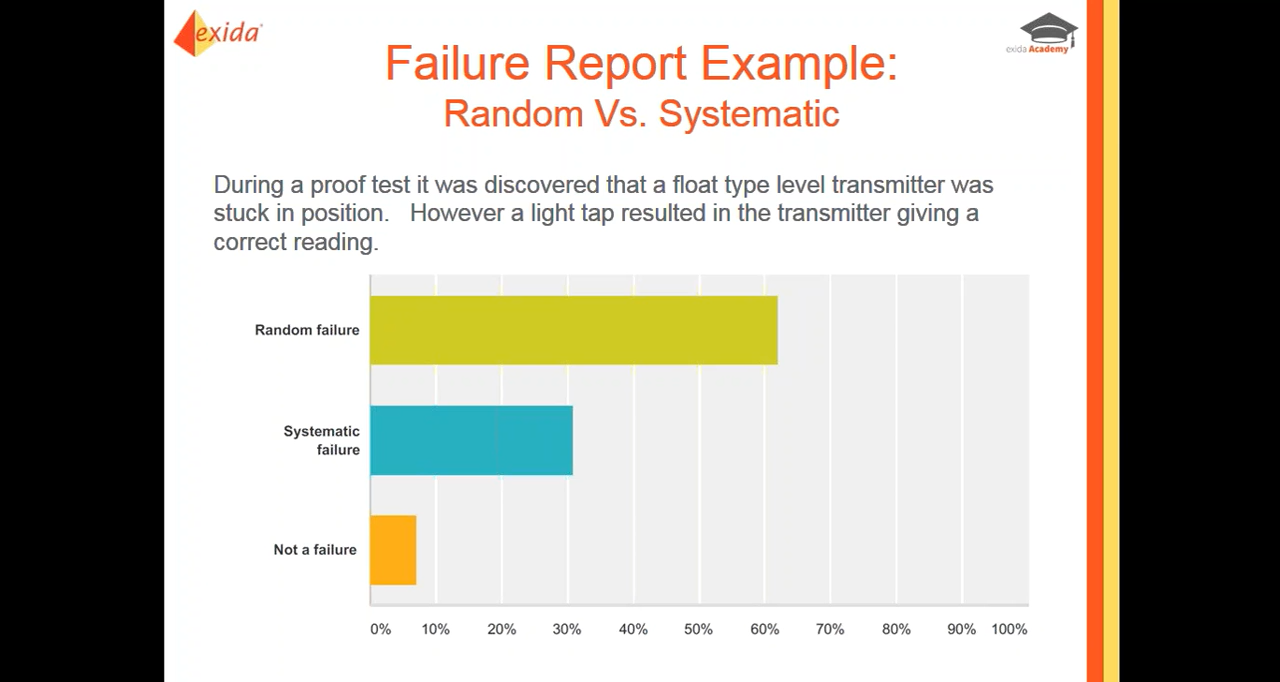 exida
exida Academy
Failure Report Example:
Random Vs. Systematic
During a proof test it was discovered that a float type level transmitter was
stuck in position. However a light tap resulted in the transmitter giving a
correct reading.
Random failure
Systematic
failure
Not a failure
0% 10% 20% 30% 40% 50% 60% 70% 80% 90% 100%